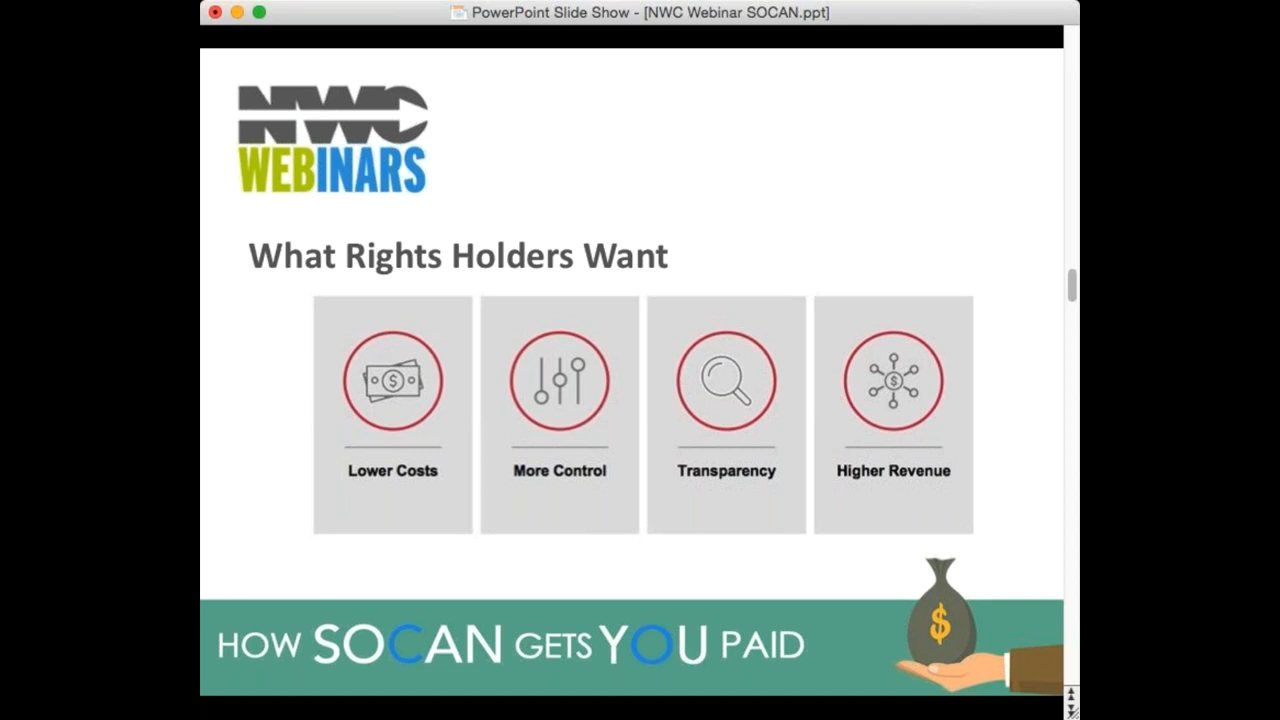 PowerPoint Slide Show - [NWC Webinar SOCAN.ppt]
NWC
WEBINARS
What Rights Holders Want
$
$
Lower Costs
More Control
Transparency
Higher Revenue
$
HOW SOCAN GETS YOU PAID